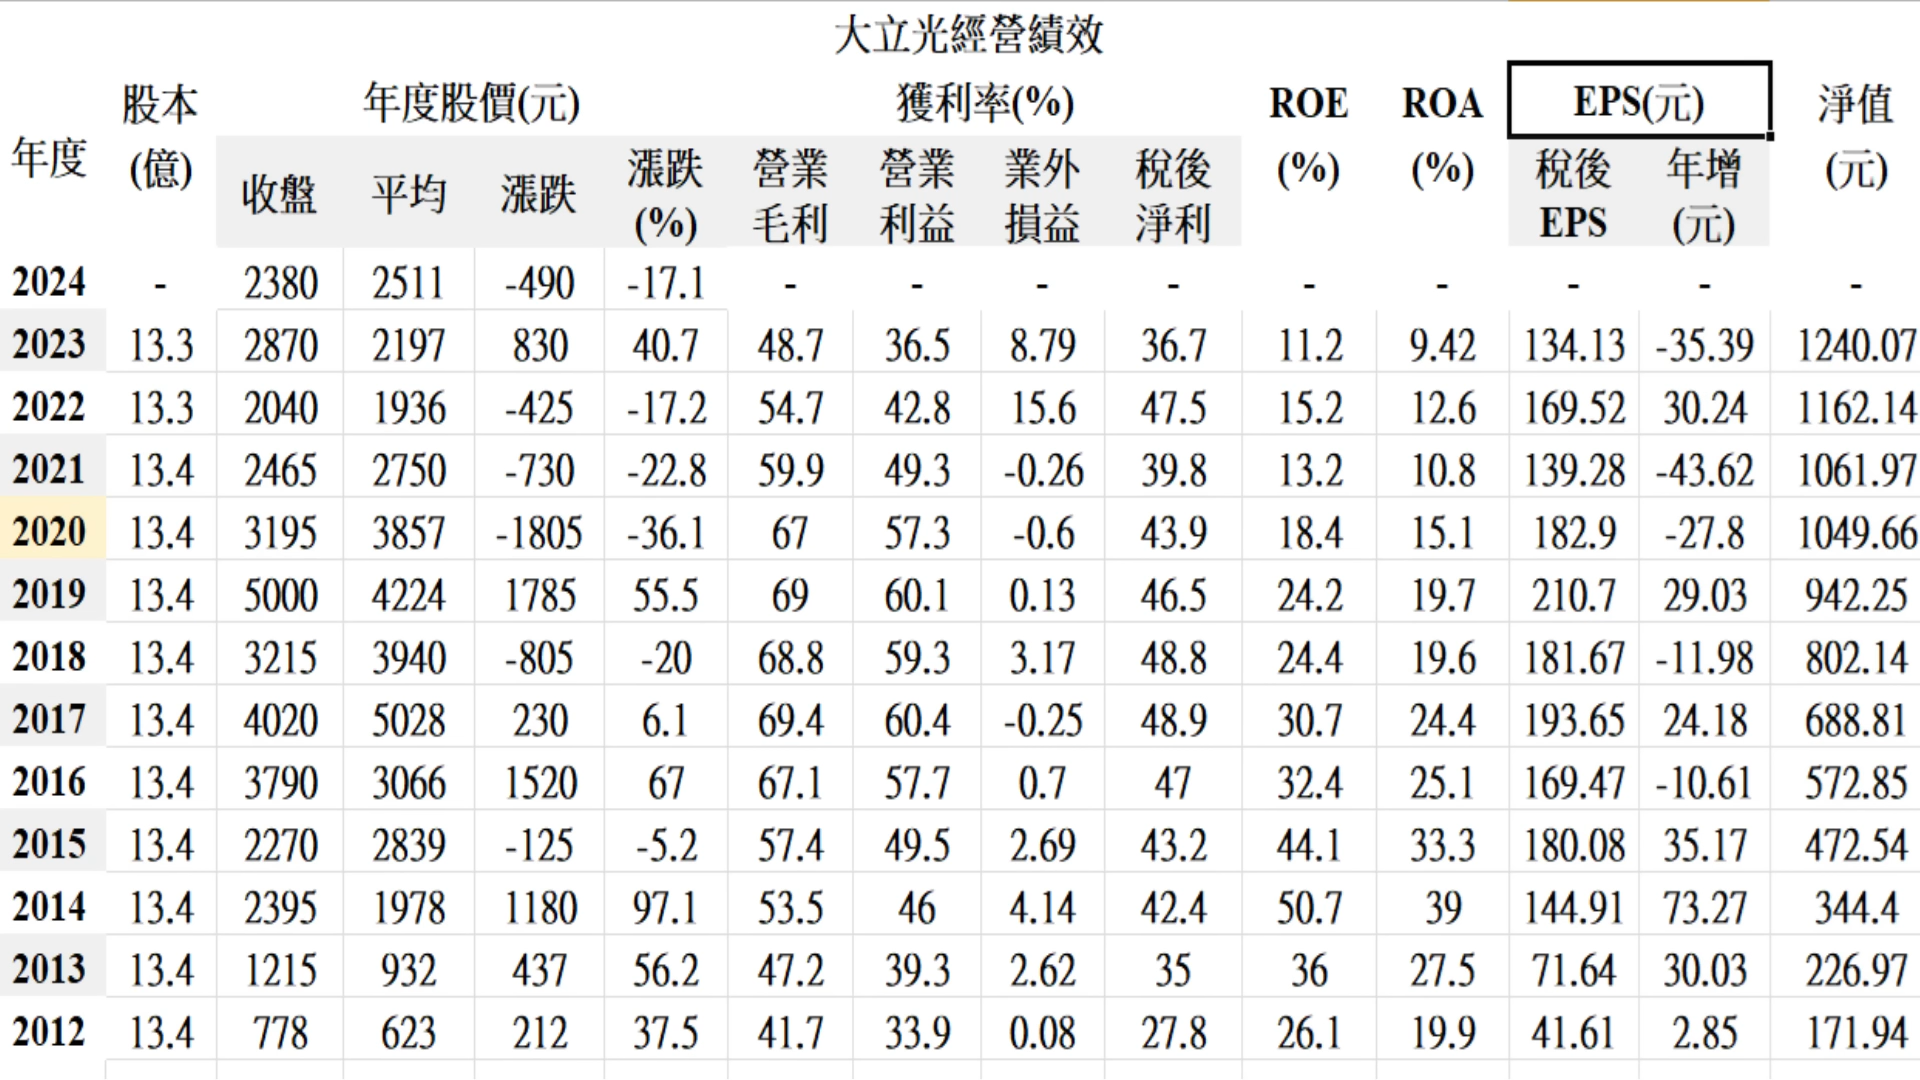 大立光經營績效
年度 股本(億) 年度股價(元) 獲利率(%) ROE(%) ROA(%) EPS(元) 淨值(元)
收盤 平均 漲跌 漲跌(%) 營業毛利 營業利益 業外損益 稅後淨利 稅後EPS 年增(元)
2024 - 2380 2511 -490 -17.1 - - - - - - - - -
2023 13.3 2870 2197 830 40.7 48.7 36.5 8.79 36.7 11.2 9.42 134.13 -35.39 1240.07
2022 13.3 2040 1936 -425 -17.2 54.7 42.8 15.6 47.5 15.2 12.6 169.52 30.24 1162.14
2021 13.4 2465 2750 -730 -22.8 59.9 49.3 -0.26 39.8 13.2 10.8 139.28 -43.62 1061.97
2020 13.4 3195 3857 -1805 -36.1 67 57.3 -0.6 43.9 18.4 15.1 182.9 -27.8 1049.66
2019 13.4 5000 4224 1785 55.5 69 60.1 0.13 46.5 24.2 19.7 210.7 29.03 942.25
2018 13.4 3215 3940 -805 -20 68.8 59.3 3.17 48.8 24.4 19.6 181.67 -11.98 802.14
2017 13.4 4020 5028 230 6.1 69.4 60.4 -0.25 48.9 30.7 24.4 193.65 24.18 688.81
2016 13.4 3790 3066 1520 67 67.1 57.7 0.7 47 32.4 25.1 169.47 -10.61 572.85
2015 13.4 2270 2839 -125 -5.2 57.4 49.5 2.69 43.2 44.1 33.3 180.08 35.17 472.54
2014 13.4 2395 1978 1180 97.1 53.5 46 4.14 42.4 50.7 39 144.91 73.27 344.4
2013 13.4 1215 932 437 56.2 47.2 39.3 2.62 35 36 27.5 71.64 30.03 226.97
2012 13.4 778 623 212 37.5 41.7 33.9 0.08 27.8 26.1 19.9 41.61 2.85 171.94